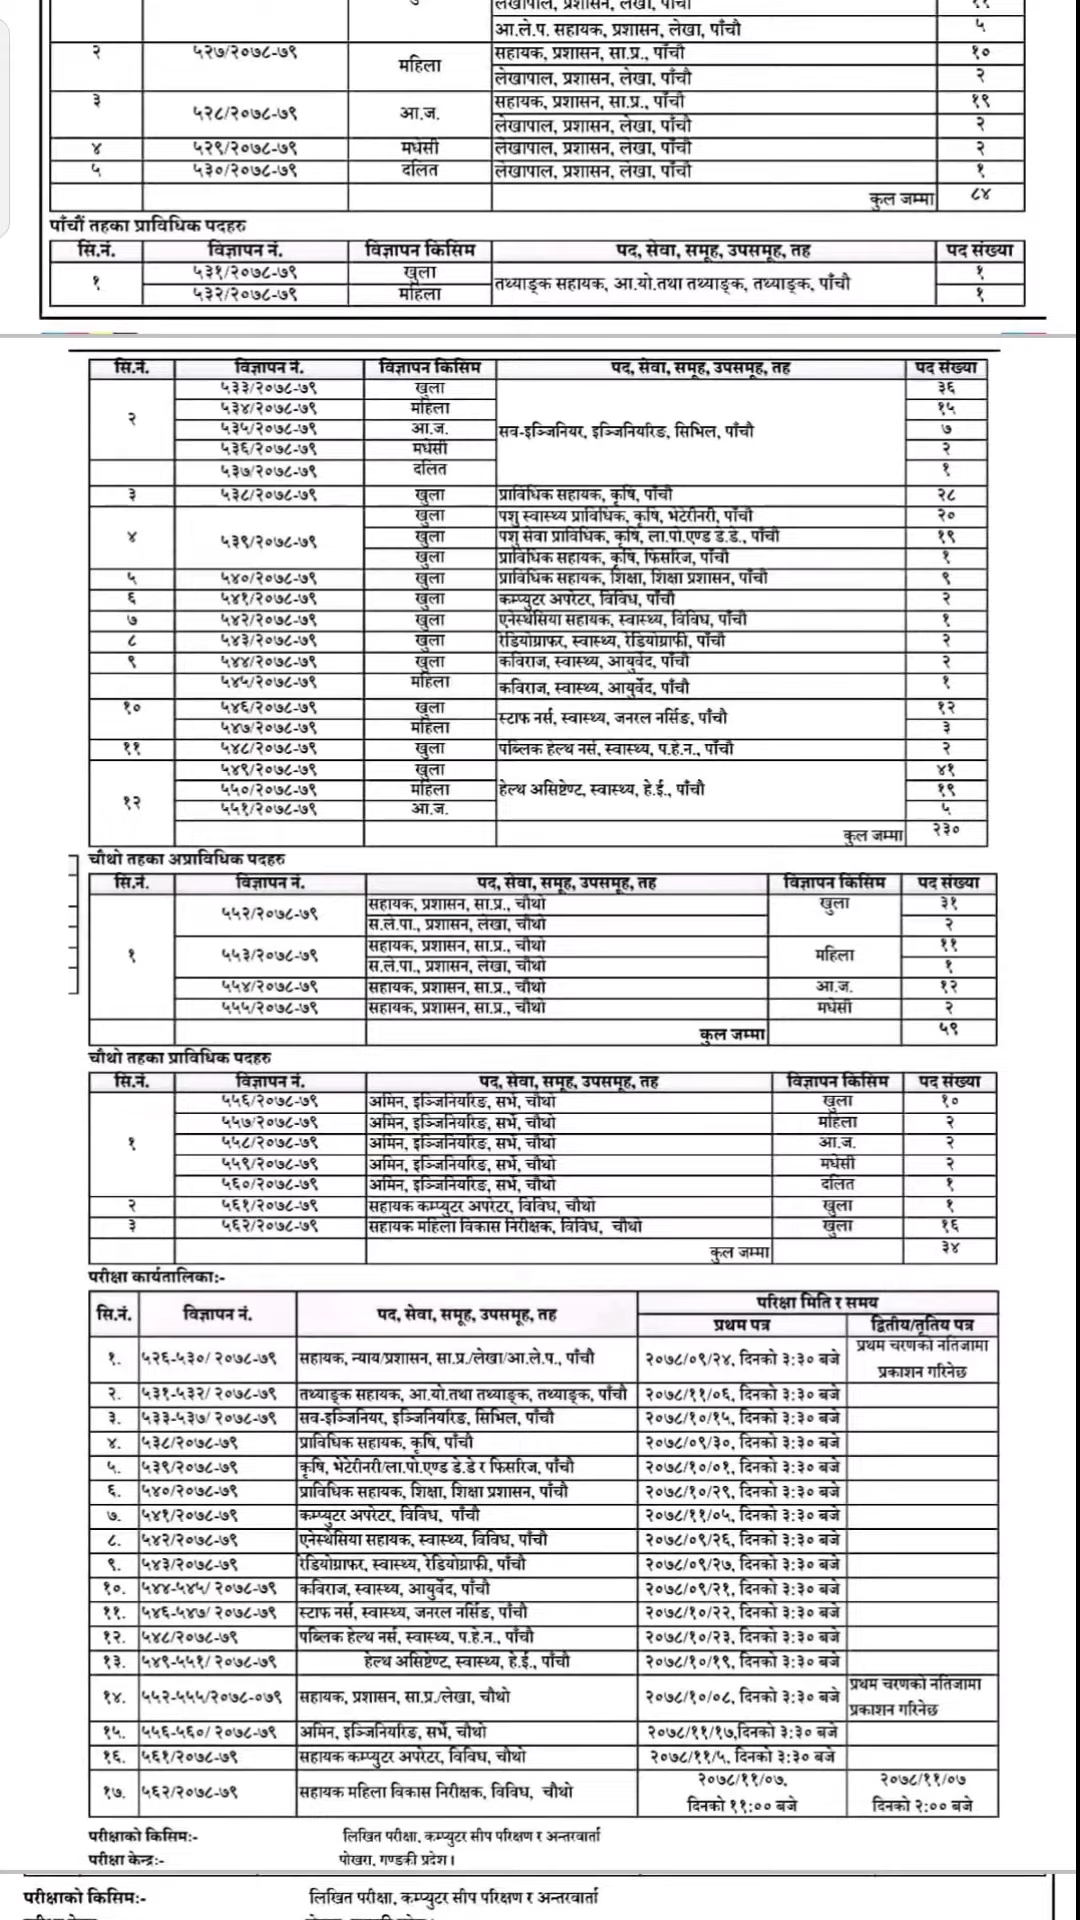 लेखापाल, प्रशासन, लेखा, पाँचौ ११
आ.ले.प. सहायक, प्रशासन, लेखा, पाँचौ ५
२ ५२७/२०७८-७९ महिला सहायक, प्रशासन, सा.प्र., पाँचौ १०
लेखापाल, प्रशासन, लेखा, पाँचौ २
३ ५२८/२०७८-७९ आ.ज. सहायक, प्रशासन, सा.प्र., पाँचौ १९
लेखापाल, प्रशासन, लेखा, पाँचौ २
४ ५२९/२०७८-७९ मधेसी लेखापाल, प्रशासन, लेखा, पाँचौ २
५ ५३०/२०७८-७९ दलित लेखापाल, प्रशासन, लेखा, पाँचौ १
कुल जम्मा ८४
पाँचौं तहका प्राविधिक पदहरु
सि.नं. विज्ञापन नं. विज्ञापन किसिम पद, सेवा, समूह, उपसमूह, तह पद संख्या
१ ५३१/२०७८-७९ खुला तथ्याङ्क सहायक, आ.यो.तथा तथ्याङ्क, तथ्याङ्क, पाँचौ १
५३२/२०७८-७९ महिला १
सि.नं. विज्ञापन नं. विज्ञापन किसिम पद, सेवा, समूह, उपसमूह, तह पद संख्या
२ ५३३/२०७८-७९ खुला सव-इञ्जिनियर, इञ्जिनियरिङ, सिभिल, पाँचौ ३६
५३४/२०७८-७९ महिला १५
५३५/२०७८-७९ आ.ज. ७
५३६/२०७८-७९ मधेसी २
५३७/२०७८-७९ दलित १
३ ५३८/२०७८-७९ खुला प्राविधिक सहायक, कृषि, पाँचौ २८
४ ५३९/२०७८-७९ खुला पशु स्वास्थ्य प्राविधिक, कृषि, भेटेरीनरी, पाँचौ २०
खुला पशु सेवा प्राविधिक, कृषि, ला.पो.एण्ड डे.डे., पाँचौ १९
खुला प्राविधिक सहायक, कृषि, फिसरिज, पाँचौ १
५ ५४०/२०७८-७९ खुला प्राविधिक सहायक, शिक्षा, शिक्षा प्रशासन, पाँचौ ९
६ ५४१/२०७८-७९ खुला कम्प्युटर अपरेटर, विविध, पाँचौ २
७ ५४२/२०७८-७९ खुला एनेस्थेसिया सहायक, स्वास्थ्य, विविध, पाँचौ १
८ ५४३/२०७८-७९ खुला रेडियोग्राफर, स्वास्थ्य, रेडियोग्राफी, पाँचौ २
९ ५४४/२०७८-७९ खुला कविराज, स्वास्थ्य, आयुर्वेद, पाँचौ २
५४५/२०७८-७९ महिला कविराज, स्वास्थ्य, आयुर्वेद, पाँचौ १
१० ५४६/२०७८-७९ खुला स्टाफ नर्स, स्वास्थ्य, जनरल नर्सिङ, पाँचौ १२
५४७/२०७८-७९ महिला ३
११ ५४८/२०७८-७९ खुला पब्लिक हेल्थ नर्स, स्वास्थ्य, प.हे.न., पाँचौ २
१२ ५४९/२०७८-७९ खुला हेल्थ असिष्टेण्ट, स्वास्थ्य, हे.ई., पाँचौ ४१
५५०/२०७८-७९ महिला १९
५५१/२०७८-७९ आ.ज. ५
कुल जम्मा २३०
चौथो तहका अप्राविधिक पदहरु
सि.नं. विज्ञापन नं. पद, सेवा, समूह, उपसमूह, तह विज्ञापन किसिम पद संख्या
१ ५५२/२०७८-७९ सहायक, प्रशासन, सा.प्र., चौथो खुला ३१
स.ले.पा., प्रशासन, लेखा, चौथो २
५५३/२०७८-७९ सहायक, प्रशासन, सा.प्र., चौथो महिला ११
स.ले.पा., प्रशासन, लेखा, चौथो १
५५४/२०७८-७९ सहायक, प्रशासन, सा.प्र., चौथो आ.ज. १२
५५५/२०७८-७९ सहायक, प्रशासन, सा.प्र., चौथो मधेसी २
कुल जम्मा ५९
चौथो तहका प्राविधिक पदहरु
सि.नं. विज्ञापन नं. पद, सेवा, समूह, उपसमूह, तह विज्ञापन किसिम पद संख्या
१ ५५६/२०७८-७९ अमिन, इञ्जिनियरिङ, सर्भे, चौथो खुला १०
५५७/२०७८-७९ अमिन, इञ्जिनियरिङ, सर्भे, चौथो महिला २
५५८/२०७८-७९ अमिन, इञ्जिनियरिङ, सर्भे, चौथो आ.ज. २
५५९/२०७८-७९ अमिन, इञ्जिनियरिङ, सर्भे, चौथो मधेसी २
५६०/२०७८-७९ अमिन, इञ्जिनियरिङ, सर्भे, चौथो दलित १
२ ५६१/२०७८-७९ सहायक कम्प्युटर अपरेटर, विविध, चौथो खुला १
३ ५६२/२०७८-७९ सहायक महिला विकास निरीक्षक, विविध, चौथो खुला १६
कुल जम्मा ३४
परीक्षा कार्यतालिकाः-
सि.नं. विज्ञापन नं. पद, सेवा, समूह, उपसमूह, तह परिक्षा मिति र समय
प्रथम पत्र द्वितीय/तृतिय पत्र
१. ५२६-५३०/ २०७८-७९ सहायक, न्याय/प्रशासन, सा.प्र./लेखा/आ.ले.प., पाँचौ २०७८/०९/२४, दिनको ३:३० बजे प्रथम चरणको नतिजामा प्रकाशन गरिनेछ
२. ५३१-५३२/ २०७८-७९ तथ्याङ्क सहायक, आ.यो.तथा तथ्याङ्क, तथ्याङ्क, पाँचौ २०७८/११/०६, दिनको ३:३० बजे
३. ५३३-५३७/ २०७८-७९ सव-इञ्जिनियर, इञ्जिनियरिङ, सिभिल, पाँचौ २०७८/१०/१५, दिनको ३:३० बजे
४. ५३८/२०७८-७९ प्राविधिक सहायक, कृषि, पाँचौ २०७८/०९/३०, दिनको ३:३० बजे
५. ५३९/२०७८-७९ कृषि, भेटेरीनरी/ला.पो.एण्ड डे.डे र फिसरिज, पाँचौ २०७८/१०/०१, दिनको ३:३० बजे
६. ५४०/२०७८-७९ प्राविधिक सहायक, शिक्षा, शिक्षा प्रशासन, पाँचौ २०७८/१०/२९, दिनको ३:३० बजे
७. ५४१/२०७८-७९ कम्प्युटर अपरेटर, विविध, पाँचौ २०७८/११/०५, दिनको ३:३० बजे
८. ५४२/२०७८-७९ एनेस्थेसिया सहायक, स्वास्थ्य, विविध, पाँचौ २०७८/०९/२६, दिनको ३:३० बजे
९. ५४३/२०७८-७९ रेडियोग्राफर, स्वास्थ्य, रेडियोग्राफी, पाँचौ २०७८/०९/२७, दिनको ३:३० बजे
१०. ५४४-५४५/ २०७८-७९ कविराज, स्वास्थ्य, आयुर्वेद, पाँचौ २०७८/०९/२१, दिनको ३:३० बजे
११. ५४६-५४७/ २०७८-७९ स्टाफ नर्स, स्वास्थ्य, जनरल नर्सिङ, पाँचौ २०७८/१०/२२, दिनको ३:३० बजे
१२. ५४८/२०७८-७९ पब्लिक हेल्थ नर्स, स्वास्थ्य, प.हे.न., पाँचौ २०७८/१०/२३, दिनको ३:३० बजे
१३. ५४९-५५१/ २०७८-७९ हेल्थ असिष्टेण्ट, स्वास्थ्य, हे.ई., पाँचौ २०७८/१०/१९, दिनको ३:३० बजे
१४. ५५२-५५५/२०७८-०७९ सहायक, प्रशासन, सा.प्र./लेखा, चौथो २०७८/१०/०८, दिनको ३:३० बजे प्रथम चरणको नतिजामा प्रकाशन गरिनेछ
१५. ५५६-५६०/ २०७८-७९ अमिन, इञ्जिनियरिङ, सर्भे, चौथो २०७८/११/१७,दिनको ३:३० बजे
१६. ५६१/२०७८-७९ सहायक कम्प्युटर अपरेटर, विविध, चौथो २०७८/११/५, दिनको ३:३० बजे
१७. ५६२/२०७८-७९ सहायक महिला विकास निरीक्षक, विविध, चौथो २०७८/११/०७, दिनको ११:०० बजे २०७८/११/०७ दिनको २:०० बजे
परीक्षाको किसिमः- लिखित परीक्षा, कम्प्युटर सीप परिक्षण र अन्तरवार्ता
परीक्षा केन्द्रः- पोखरा, गण्डकी प्रदेश।
परीक्षाको किसिमः- लिखित परीक्षा, कम्प्युटर सीप परिक्षण र अन्तरवार्ता